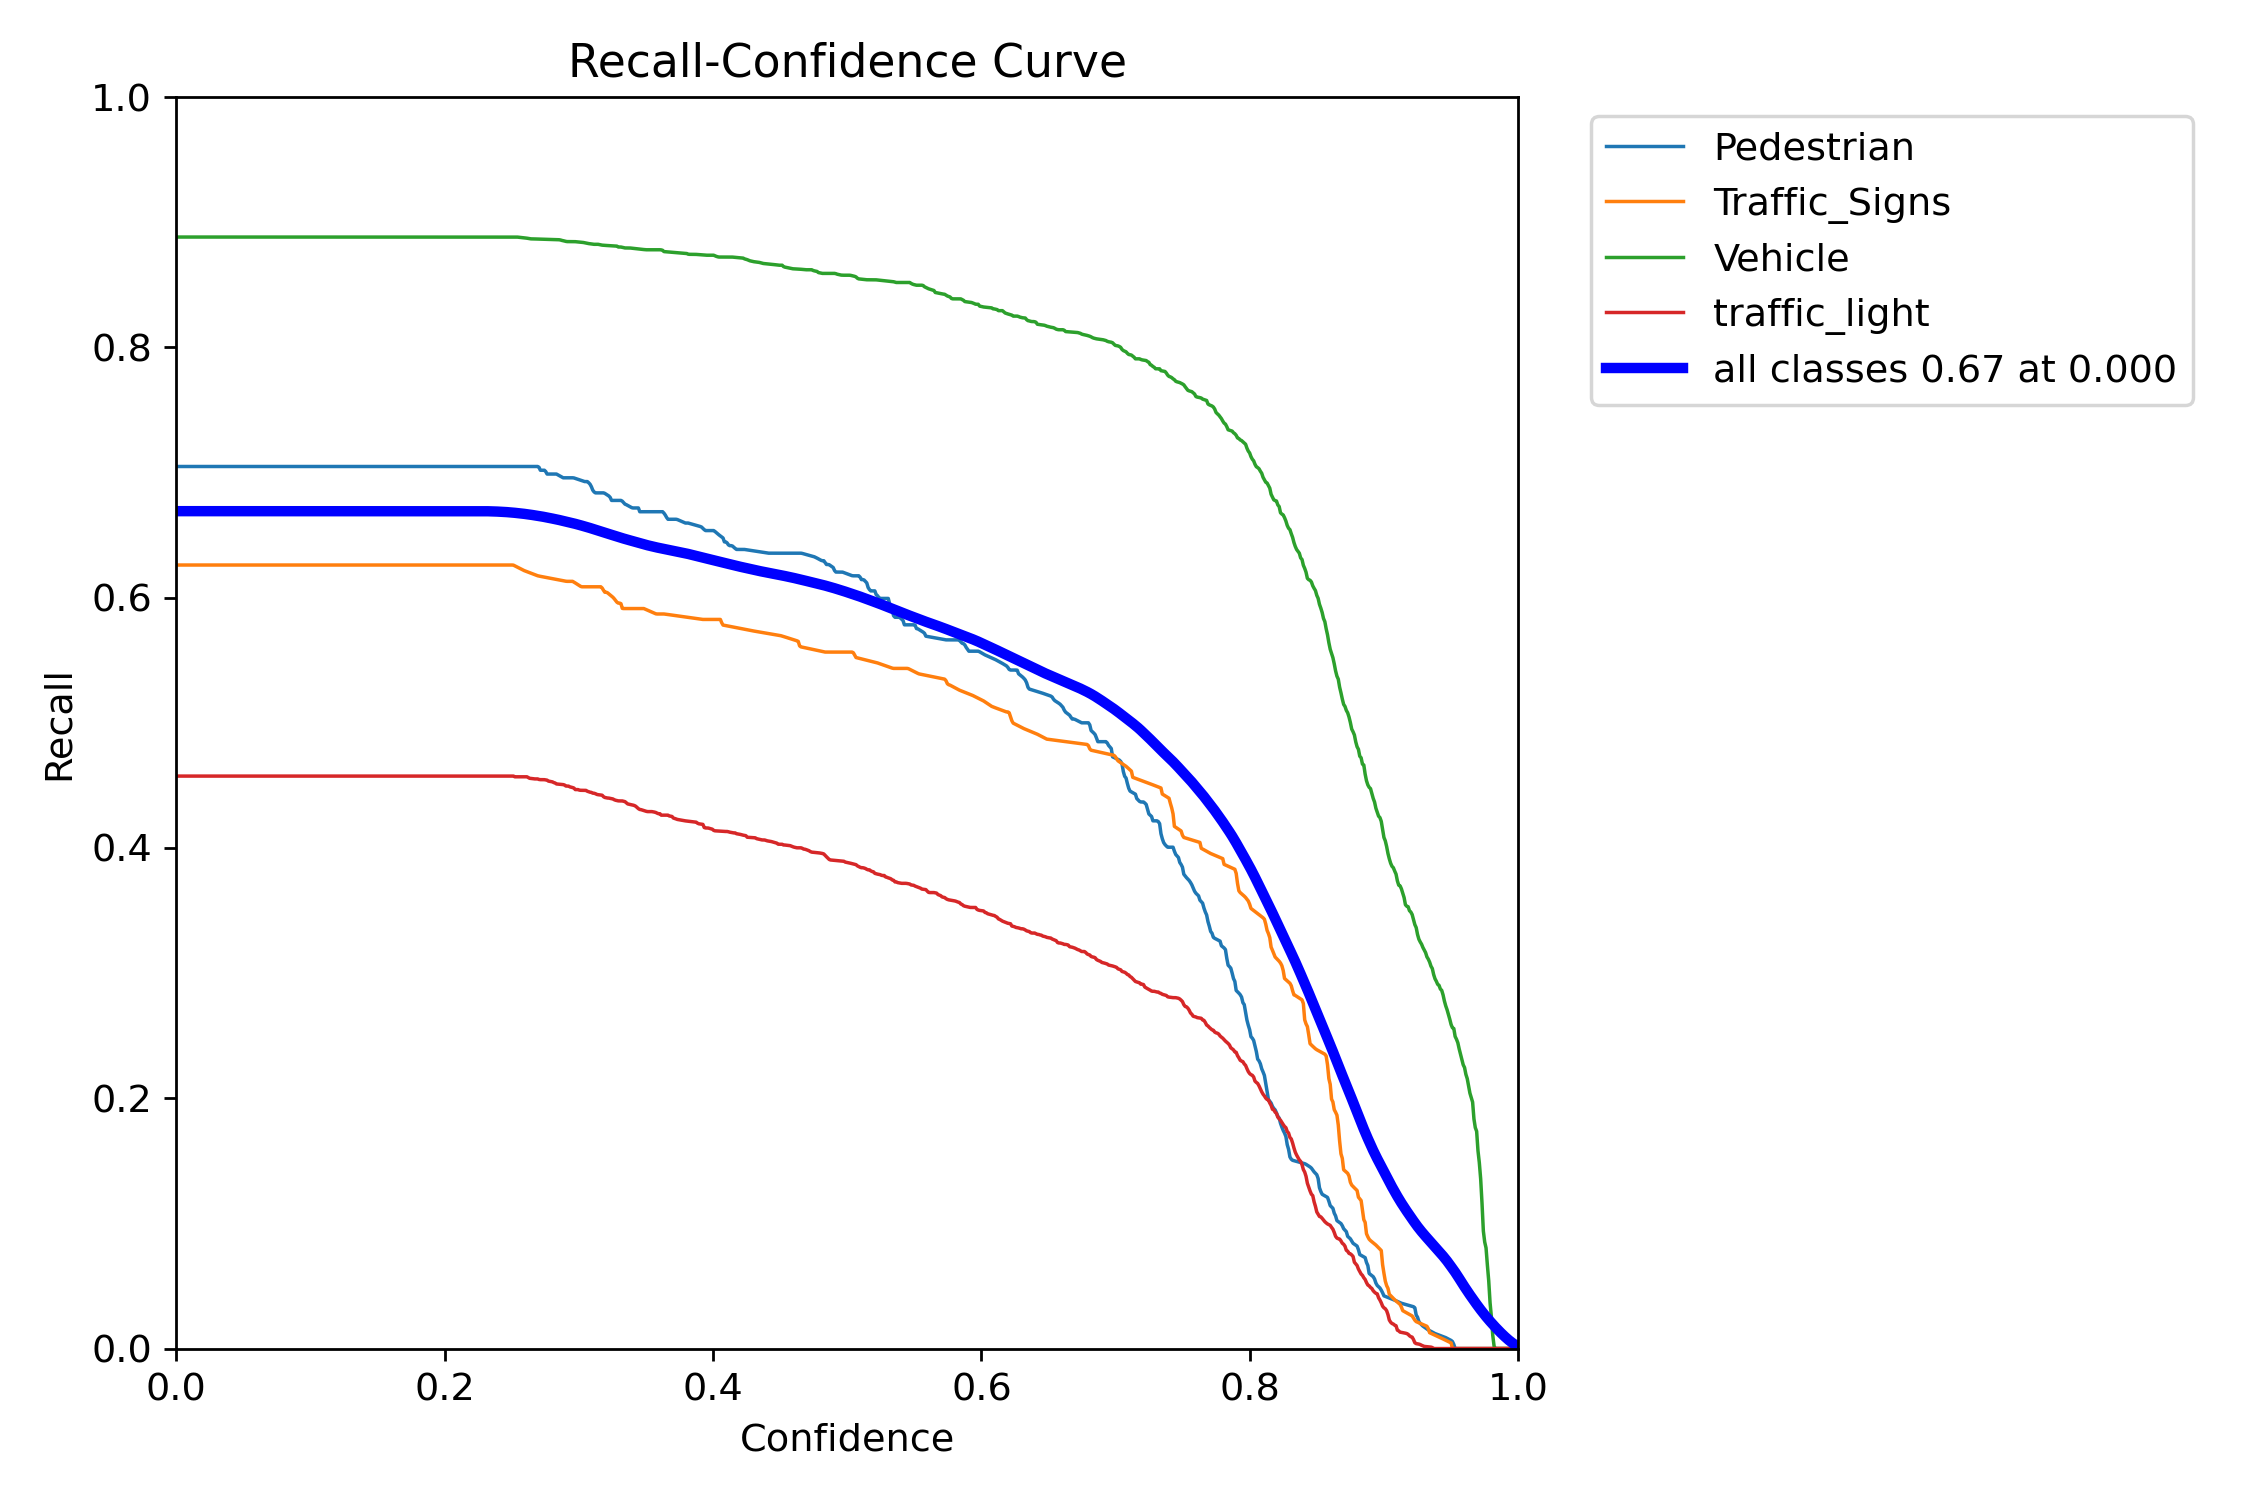 Recall-Confidence Curve
1.0
0.8
0.6
0.4
0.2
0.0
Recall
0.0 0.2 0.4 0.6 0.8 1.0
Confidence
Pedestrian
Traffic_Signs
Vehicle
traffic_light
all classes 0.67 at 0.000